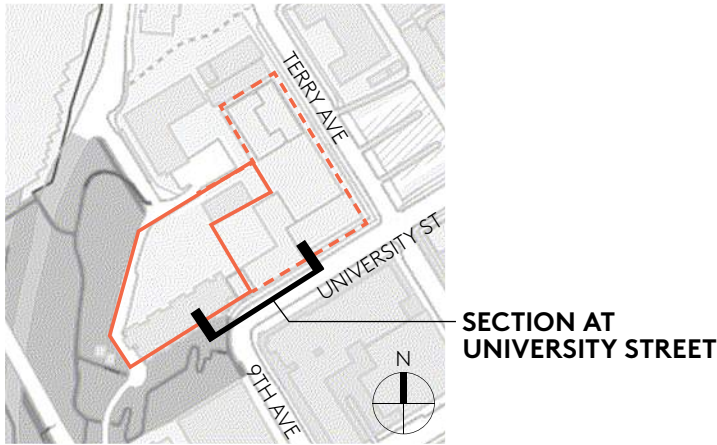 TERRY AVE
UNIVERSITY ST
SECTION AT
UNIVERSITY STREET
9TH AVE
N